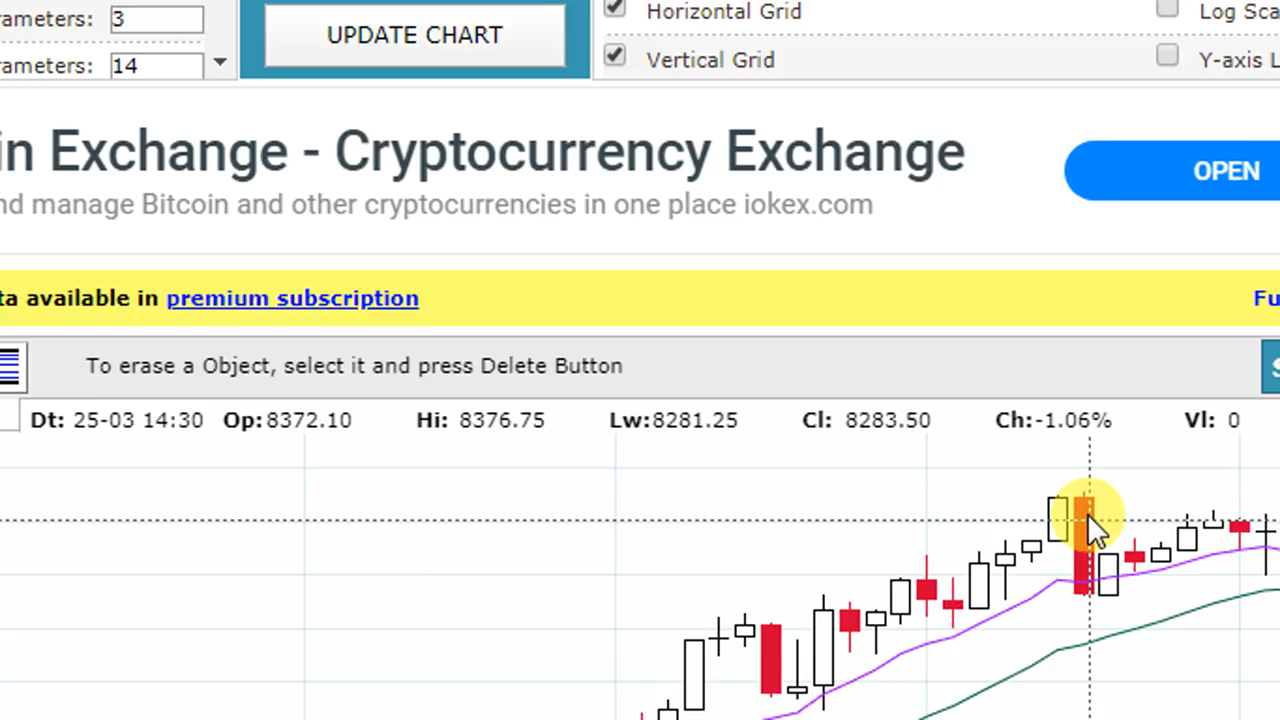 rameters: 3
UPDATE CHART
Horizontal Grid
Log Sca
rameters: 14
Vertical Grid
Y-axis L
in Exchange - Cryptocurrency Exchange
OPEN
nd manage Bitcoin and other cryptocurrencies in one place iokex.com
ta available in premium subscription
Fu
To erase a Object, select it and press Delete Button
S
Dt: 25-03 14:30 Op:8372.10 Hi: 8376.75 Lw:8281.25 Cl: 8283.50 Ch:-1.06% Vl: 0